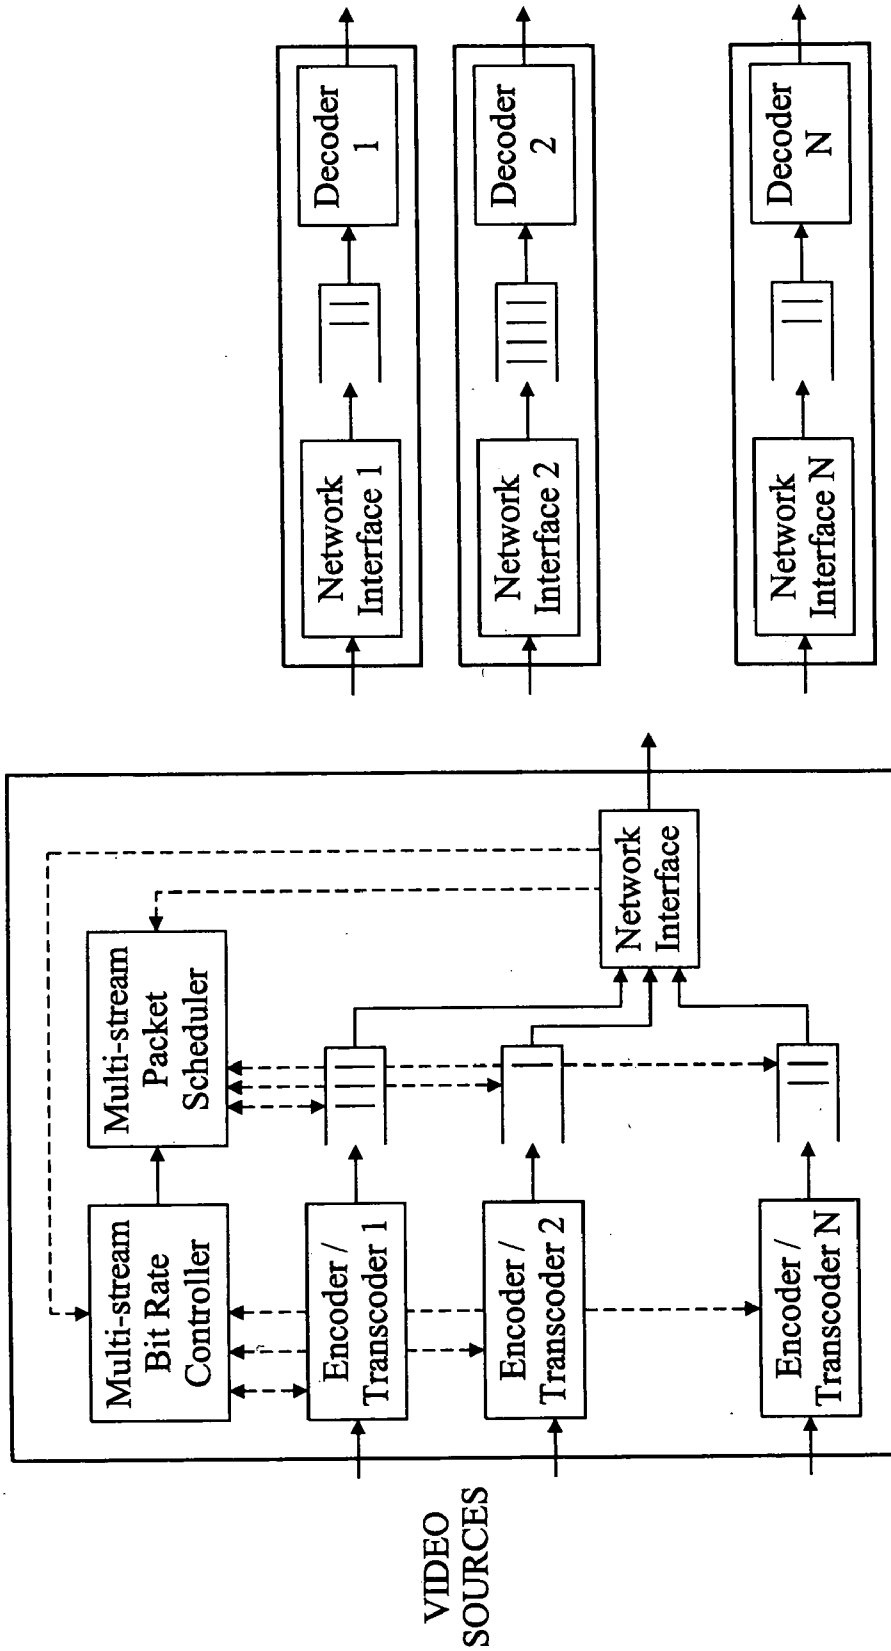 VIDEO
SOURCES
Multi-stream
Bit Rate
Controller
Multi-stream
Packet
Scheduler
Encoder /
Transcoder 1
Encoder /
Transcoder 2
Encoder /
Transcoder N
Network
Interface
Network
Interface 1
Decoder
1
Network
Interface 2
Decoder
2
Network
Interface N
Decoder
N